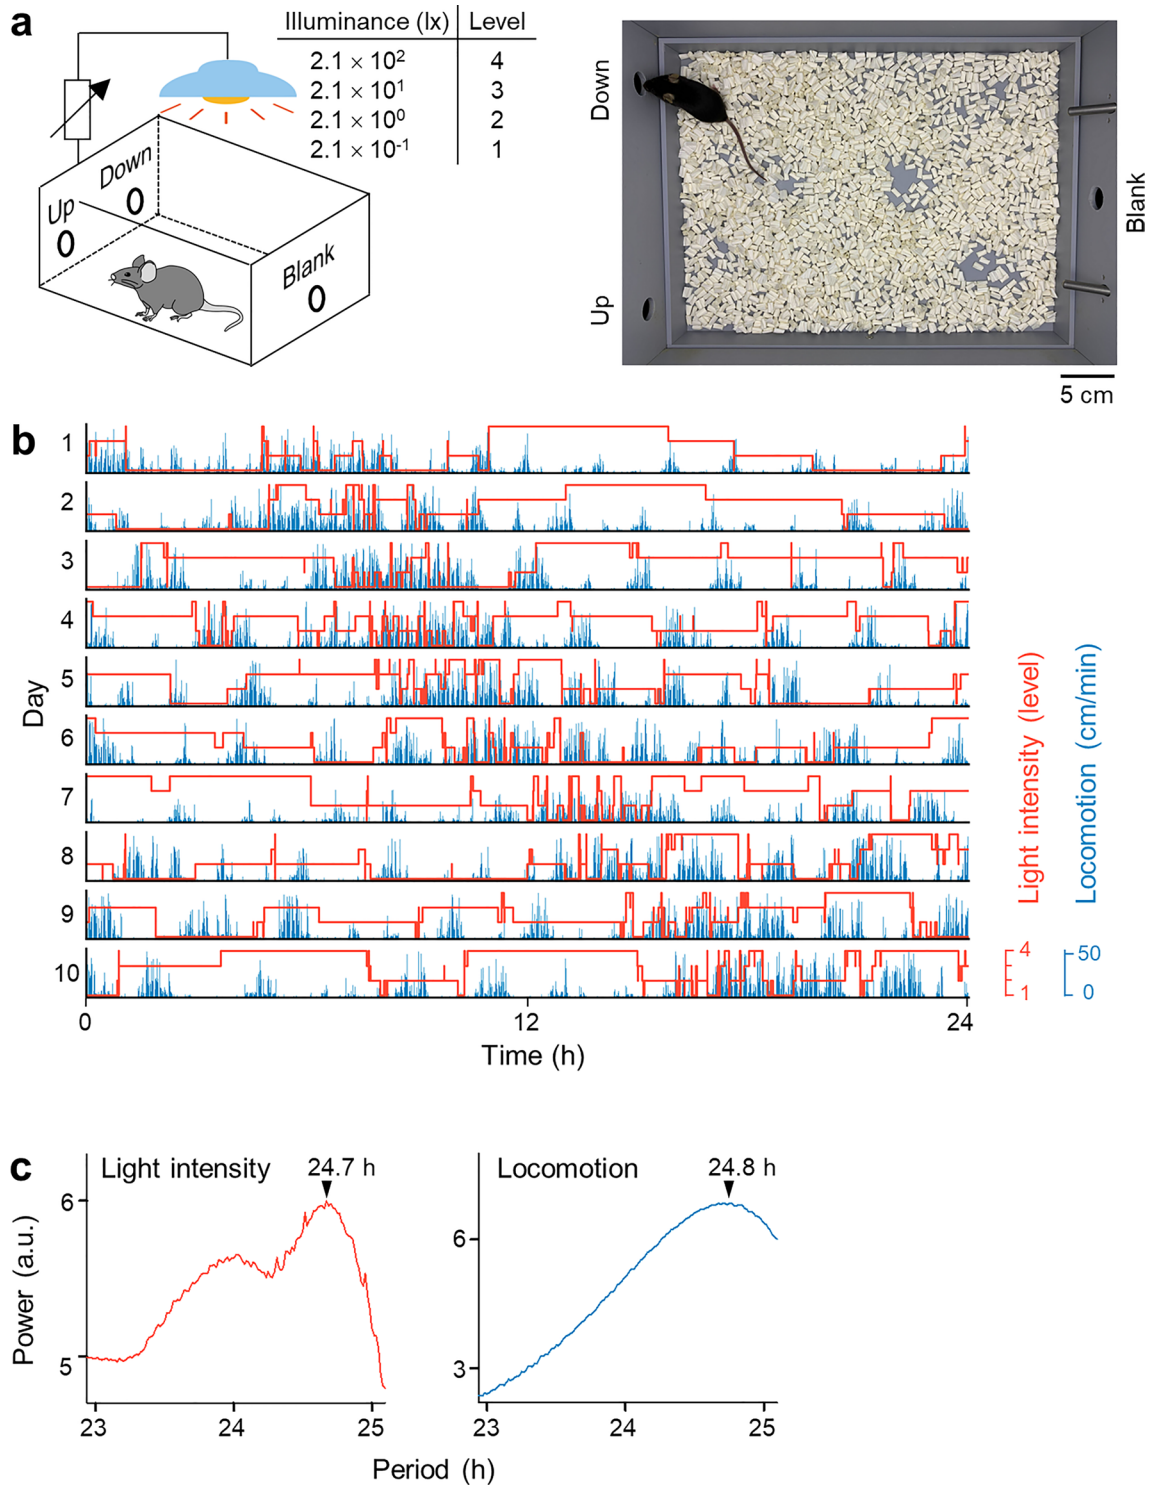 a
Illuminance (lx) Level
2.1 × 10² 4
2.1 × 10¹ 3
2.1 × 10⁰ 2
2.1 × 10⁻¹ 1
Down
Up
Blank
Down
Up
Blank
5 cm
b
Day
1
2
3
4
5
6
7
8
9
10
0 12 24
Time (h)
Light intensity (level)
Locomotion (cm/min)
4
1
50
0
c
Light intensity 24.7 h
Power (a.u.)
6
5
23 24 25
Locomotion 24.8 h
6
3
23 24 25
Period (h)